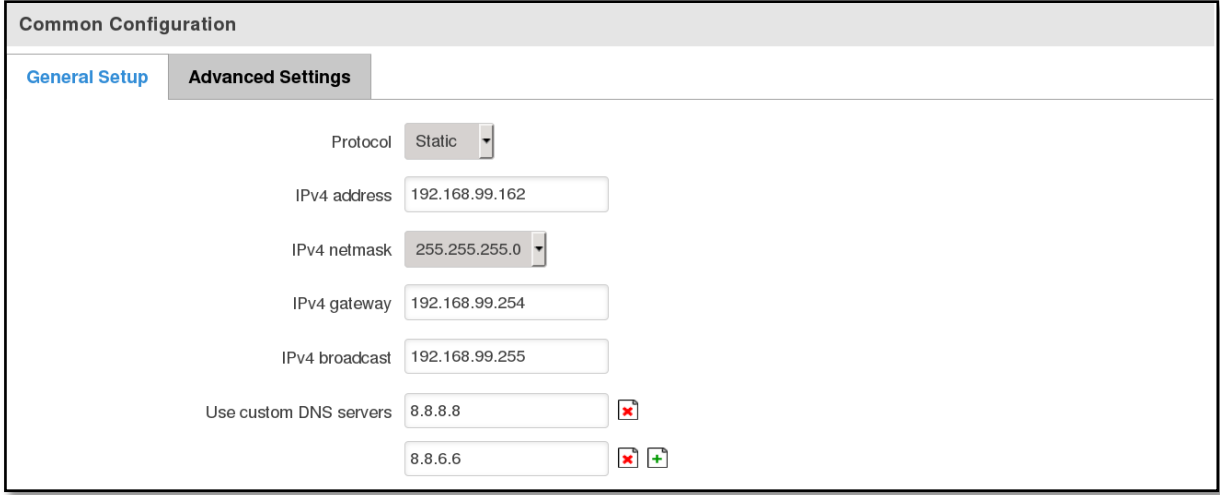 Common Configuration
General Setup Advanced Settings
Protocol Static
IPv4 address 192.168.99.162
IPv4 netmask 255.255.255.0
IPv4 gateway 192.168.99.254
IPv4 broadcast 192.168.99.255
Use custom DNS servers 8.8.8.8
8.8.6.6